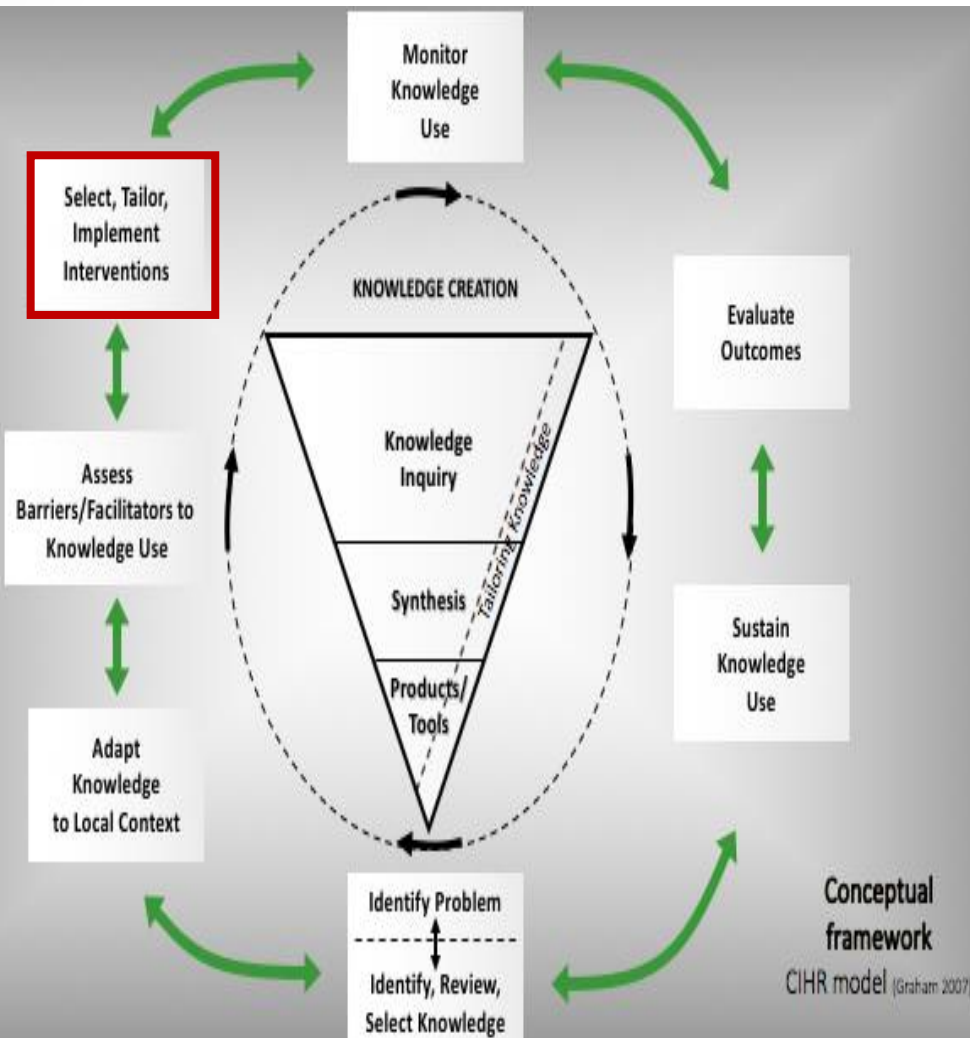 Monitor
Knowledge
Use
Select, Tailor,
Implement
Interventions
KNOWLEDGE CREATION
Evaluate
Outcomes
Knowledge
Inquiry
Tailoring Knowledge
Assess
Barriers/Facilitators to
Knowledge Use
Synthesis
Sustain
Knowledge
Use
Products/
Tools
Adapt
Knowledge
to Local Context
Identify Problem
Identify, Review,
Select Knowledge
Conceptual
framework
CIHR model (Graham 2007)